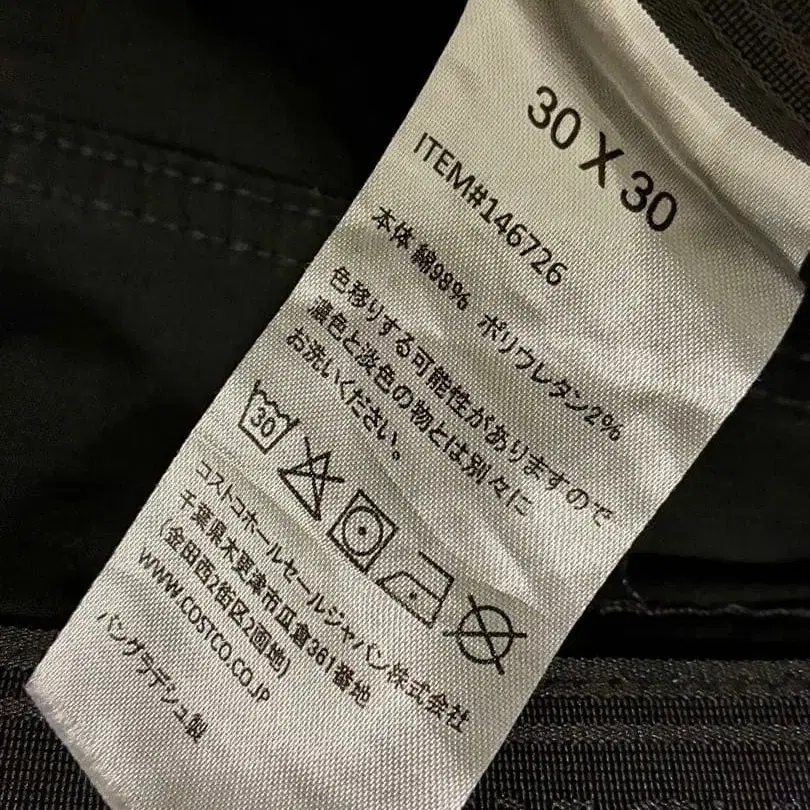 30 X 30
ITEM#146726
本体 綿98% ポリウレタン2%
色移りする可能性がありますので
濃色と淡色の物とは別々に
お洗いください。
30
コストコホールセールジャパン株式会社
千葉県木更津市瓜倉361番地
(金田西2街区2画地)
WWW.COSTCO.CO.JP
バングラデシュ製